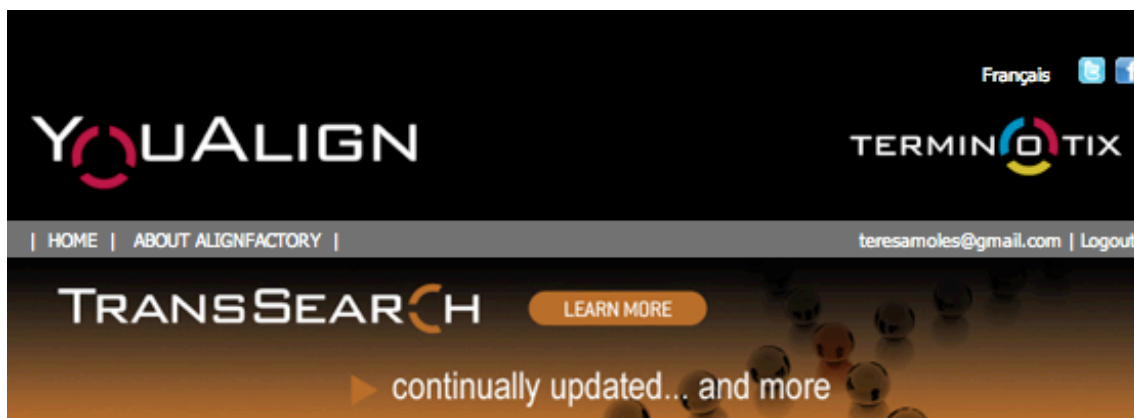 Français
YOUALIGN
TERMINOTIX
| HOME | ABOUT ALIGNFACTORY |
teresamoles@gmail.com | Logout
TRANSSEARCH
LEARN MORE
continually updated... and more